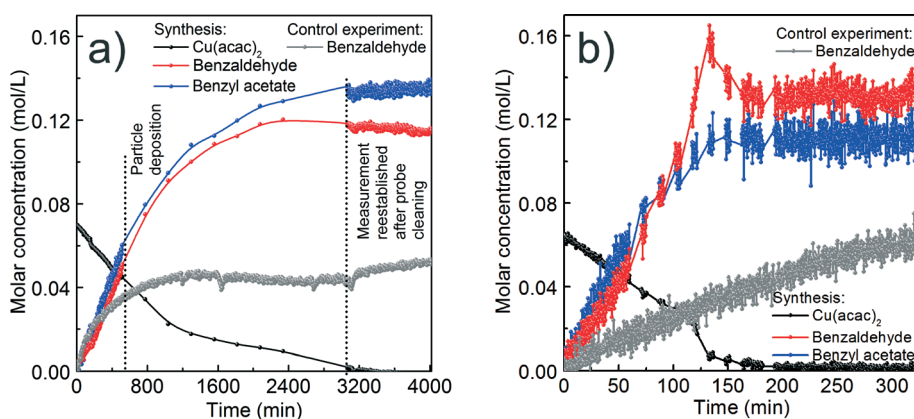 a)
Synthesis:
Control experiment:
Cu(acac)2
Benzaldehyde
Benzaldehyde
Benzyl acetate
Particle
deposition
Measurement
reestablished
after probe
cleaning
0.16
0.12
0.08
0.04
0.00
Molar concentration (mol/L)
0
800
1600
2400
3200
4000
Time (min)
b)
Control experiment:
Benzaldehyde
Synthesis:
Cu(acac)2
Benzaldehyde
Benzyl acetate
0.16
0.12
0.08
0.04
0.00
Molar concentration (mol/L)
0
50
100
150
200
250
300
Time (min)